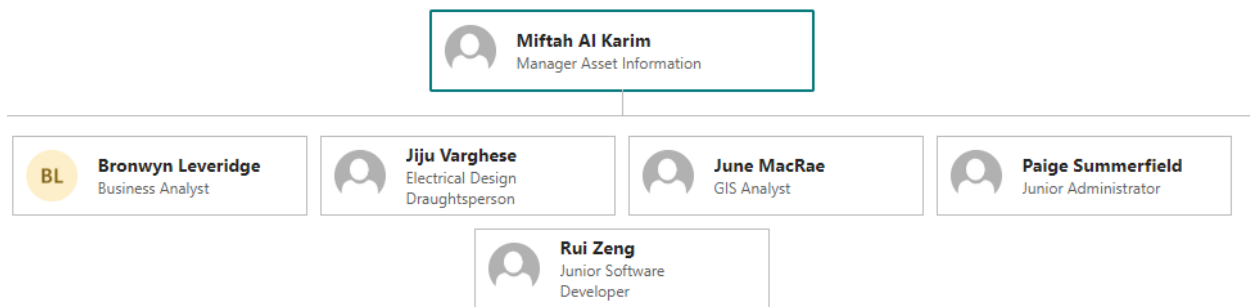 Miftah Al Karim
Manager Asset Information
BL
Bronwyn Leveridge
Business Analyst
Jiju Varghese
Electrical Design
Draughtsperson
June MacRae
GIS Analyst
Paige Summerfield
Junior Administrator
Rui Zeng
Junior Software
Developer